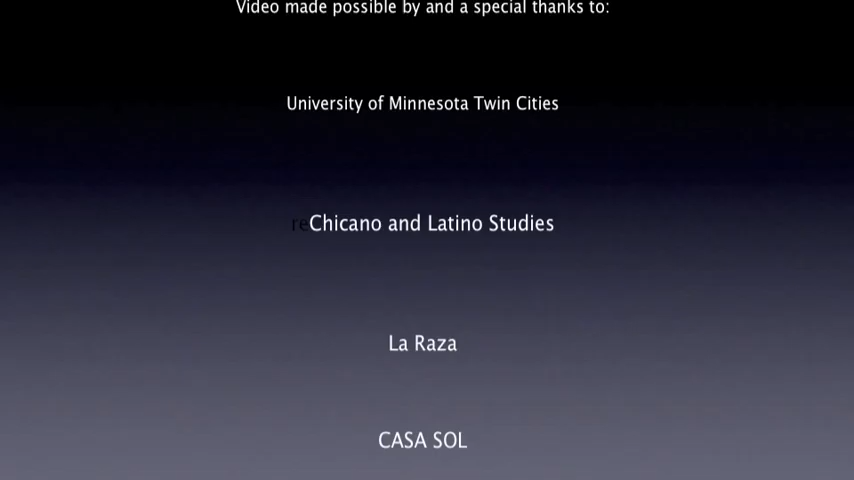 Video made possible by and a special thanks to:
University of Minnesota Twin Cities
reChicano and Latino Studies
La Raza
CASA SOL